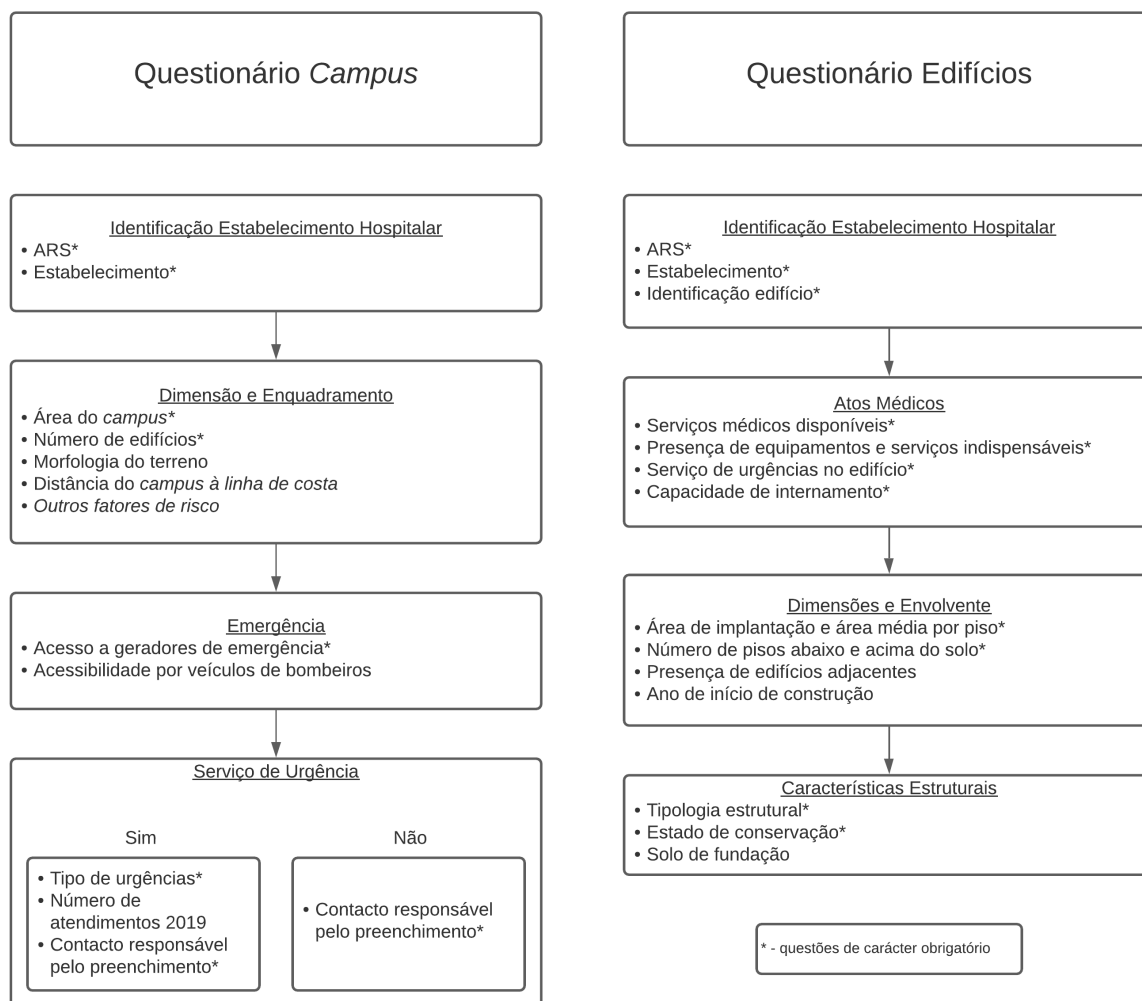 Questionário Campus
Identificação Estabelecimento Hospitalar
• ARS*
• Estabelecimento*
Dimensão e Enquadramento
• Área do campus*
• Número de edifícios*
• Morfologia do terreno
• Distância do campus à linha de costa
• Outros fatores de risco
Emergência
• Acesso a geradores de emergência*
• Acessibilidade por veículos de bombeiros
Serviço de Urgência
Sim
• Tipo de urgências*
• Número de
atendimentos 2019
• Contacto responsável
pelo preenchimento*
Não
• Contacto responsável
pelo preenchimento*
Questionário Edifícios
Identificação Estabelecimento Hospitalar
• ARS*
• Estabelecimento*
• Identificação edifício*
Atos Médicos
• Serviços médicos disponíveis*
• Presença de equipamentos e serviços indispensáveis*
• Serviço de urgências no edifício*
• Capacidade de internamento*
Dimensões e Envolvente
• Área de implantação e área média por piso*
• Número de pisos abaixo e acima do solo*
• Presença de edifícios adjacentes
• Ano de início de construção
Características Estruturais
• Tipologia estrutural*
• Estado de conservação*
• Solo de fundação
* - questões de carácter obrigatório